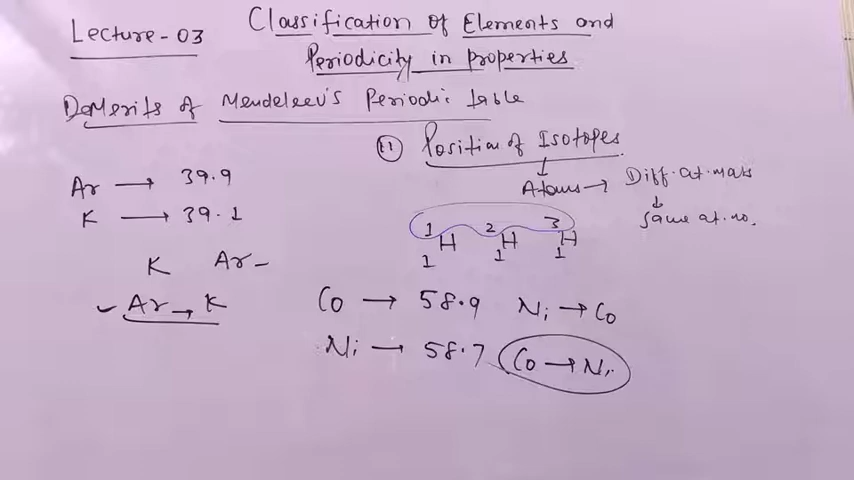 Lecture-03
Classification of Elements and
Periodicity in properties
DeMerits of Mendeleev's Periodic table
(ii) Position of Isotopes
Atoms → Diff. at. mass
↓
same at. no.
Ar → 39.9
K → 39.1
1 1 H 2 1 H 3 1 H
K Ar -
✓ Ar → K
Co → 58.9 Ni → Co
Ni → 58.7 Co → Ni